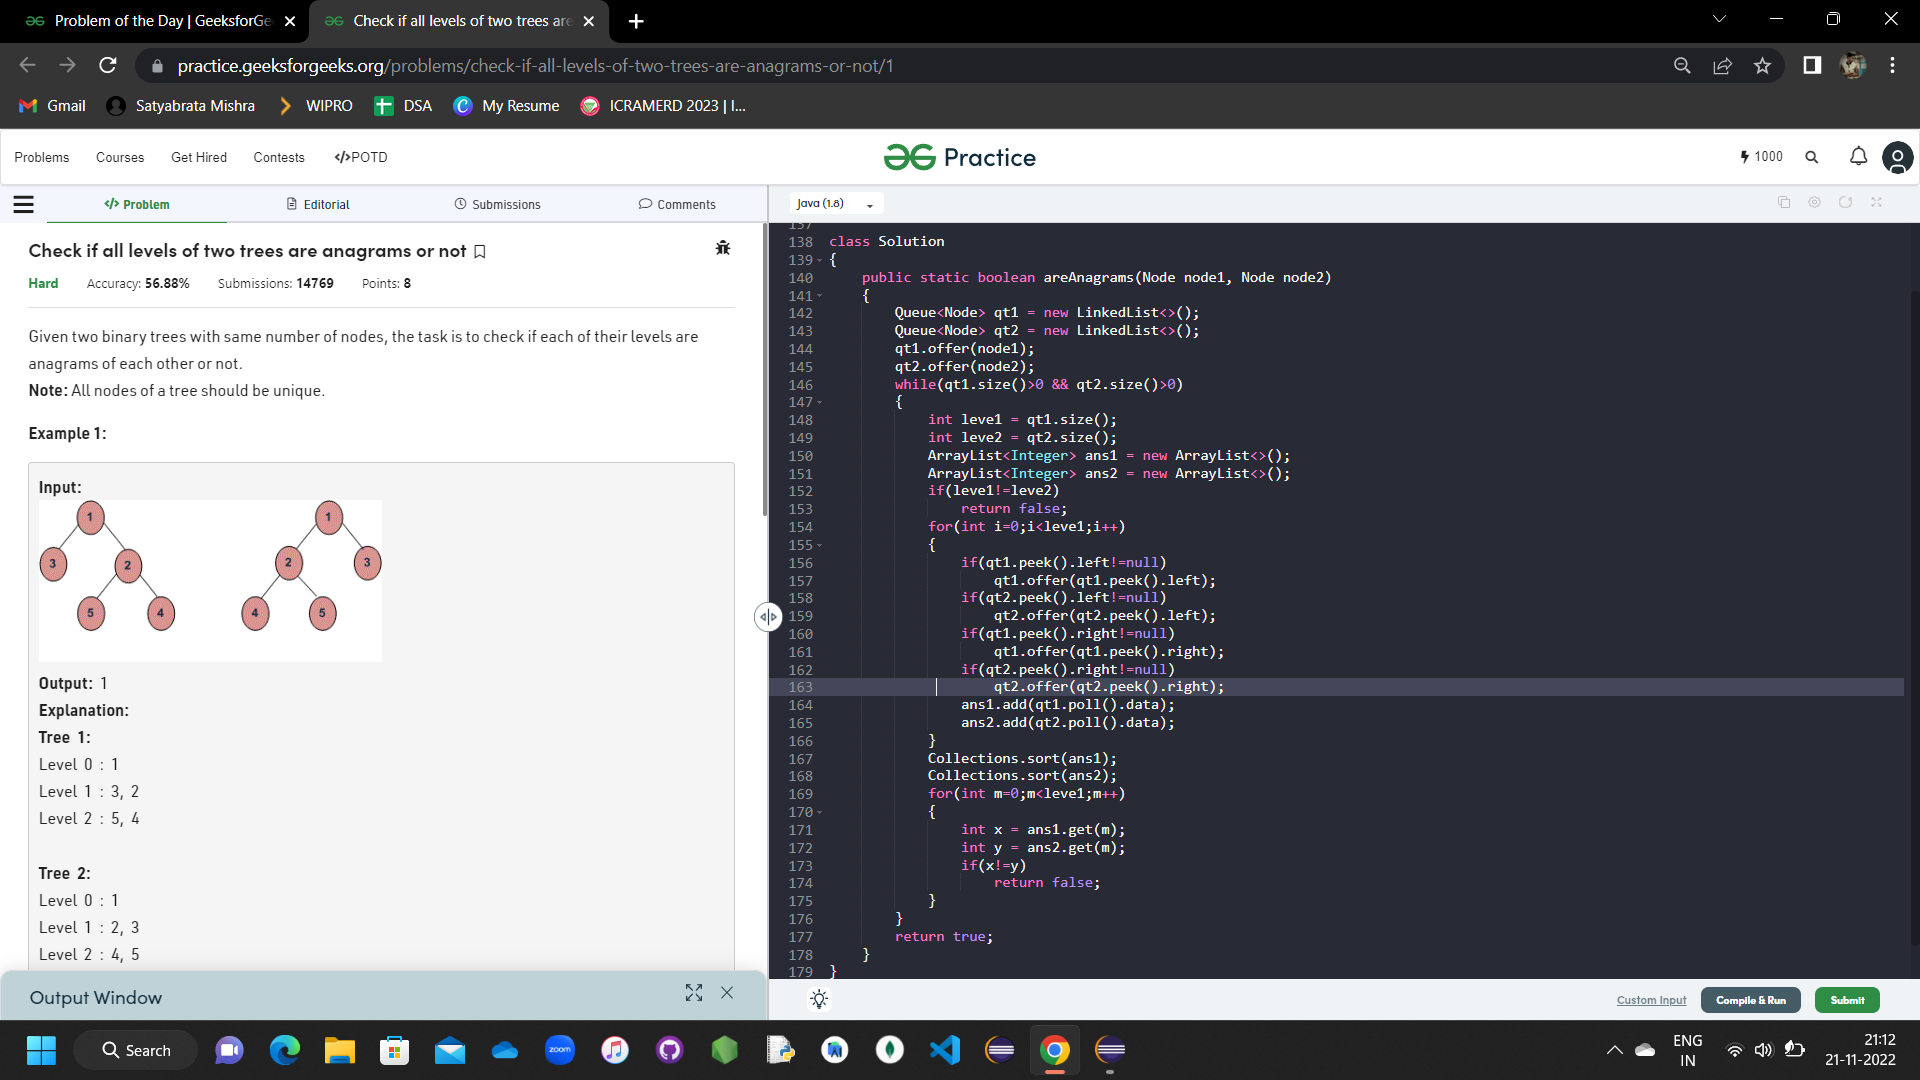 Problem of the Day | GeeksforGe
Check if all levels of two trees are
practice.geeksforgeeks.org/problems/check-if-all-levels-of-two-trees-are-anagrams-or-not/1
Gmail Satyabrata Mishra WIPRO DSA My Resume ICRAMERD 2023 | I...
Problems Courses Get Hired Contests </>POTD
Practice
1000
</> Problem Editorial Submissions Comments
Java (1.8)
Check if all levels of two trees are anagrams or not
Hard Accuracy: 56.88% Submissions: 14769 Points: 8
Given two binary trees with same number of nodes, the task is to check if each of their levels are
anagrams of each other or not.
Note: All nodes of a tree should be unique.
Example 1:
Input:
1 1
3 2 2 3
5 4 4 5
Output: 1
Explanation:
Tree 1:
Level 0 : 1
Level 1 : 3, 2
Level 2 : 5, 4
Tree 2:
Level 0 : 1
Level 1 : 2, 3
Level 2 : 4, 5
Output Window
137
138 class Solution
139 {
140 public static boolean areAnagrams(Node node1, Node node2)
141 {
142 Queue<Node> qt1 = new LinkedList<>();
143 Queue<Node> qt2 = new LinkedList<>();
144 qt1.offer(node1);
145 qt2.offer(node2);
146 while(qt1.size()>0 && qt2.size()>0)
147 {
148 int leve1 = qt1.size();
149 int leve2 = qt2.size();
150 ArrayList<Integer> ans1 = new ArrayList<>();
151 ArrayList<Integer> ans2 = new ArrayList<>();
152 if(leve1!=leve2)
153 return false;
154 for(int i=0;i<leve1;i++)
155 {
156 if(qt1.peek().left!=null)
157 qt1.offer(qt1.peek().left);
158 if(qt2.peek().left!=null)
159 qt2.offer(qt2.peek().left);
160 if(qt1.peek().right!=null)
161 qt1.offer(qt1.peek().right);
162 if(qt2.peek().right!=null)
163 qt2.offer(qt2.peek().right);
164 ans1.add(qt1.poll().data);
165 ans2.add(qt2.poll().data);
166 }
167 Collections.sort(ans1);
168 Collections.sort(ans2);
169 for(int m=0;m<leve1;m++)
170 {
171 int x = ans1.get(m);
172 int y = ans2.get(m);
173 if(x!=y)
174 return false;
175 }
176 }
177 return true;
178 }
179 }
Custom Input Compile & Run Submit
Search
zoom
ENG
IN
21:12
21-11-2022